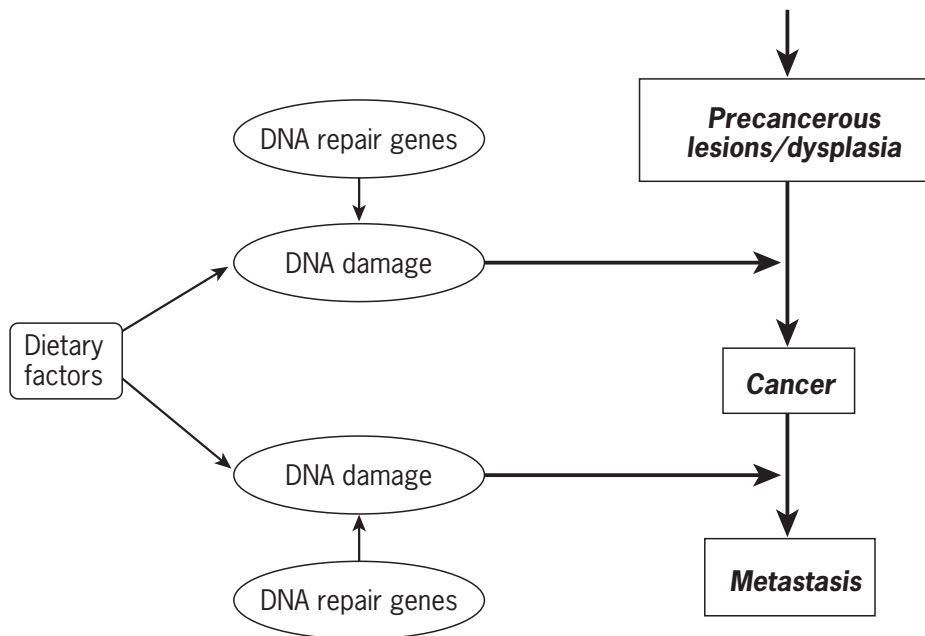 Precancerous
lesions/dysplasia
DNA repair genes
DNA damage
Dietary
factors
Cancer
DNA damage
Metastasis
DNA repair genes